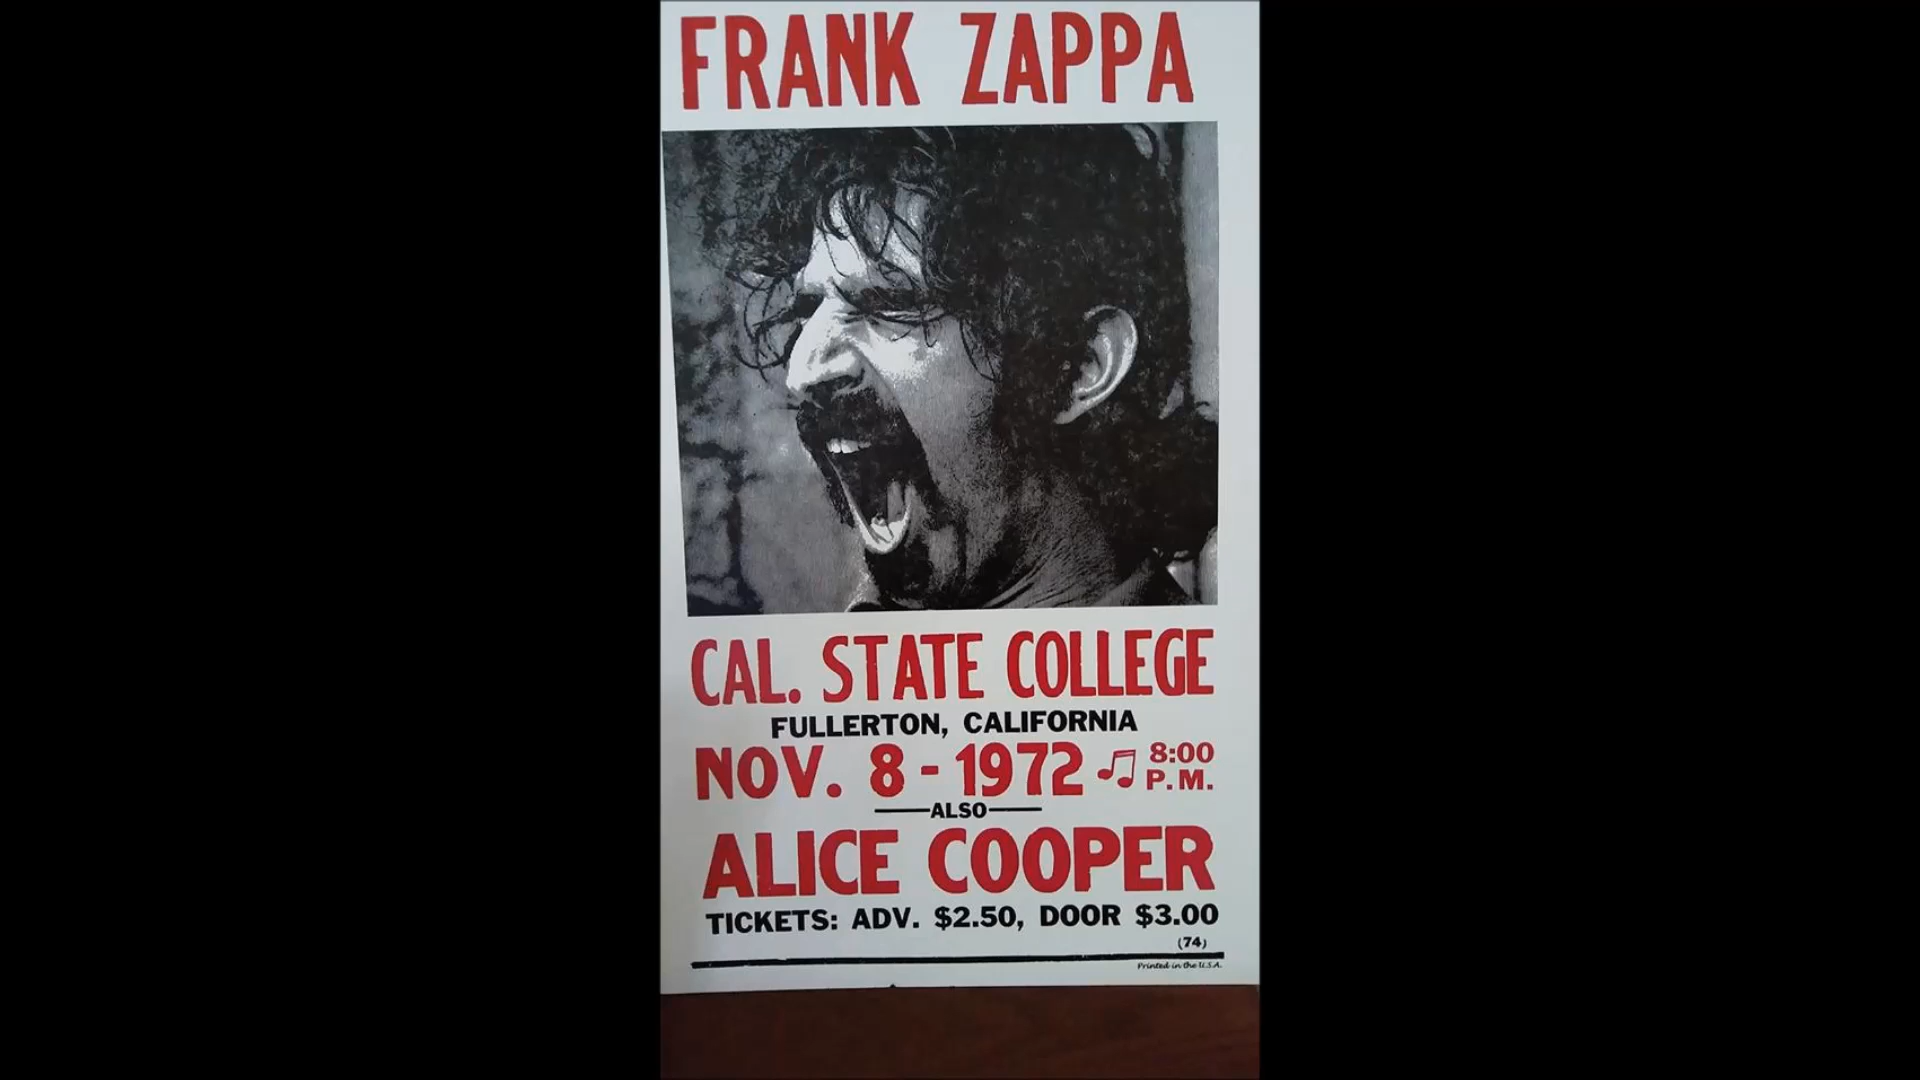 FRANK ZAPPA
CAL. STATE COLLEGE
FULLERTON, CALIFORNIA
NOV. 8 - 1972 ♫ 8:00 P.M.
ALSO
ALICE COOPER
TICKETS: ADV. $2.50, DOOR $3.00
(74)
Printed in the U.S.A.